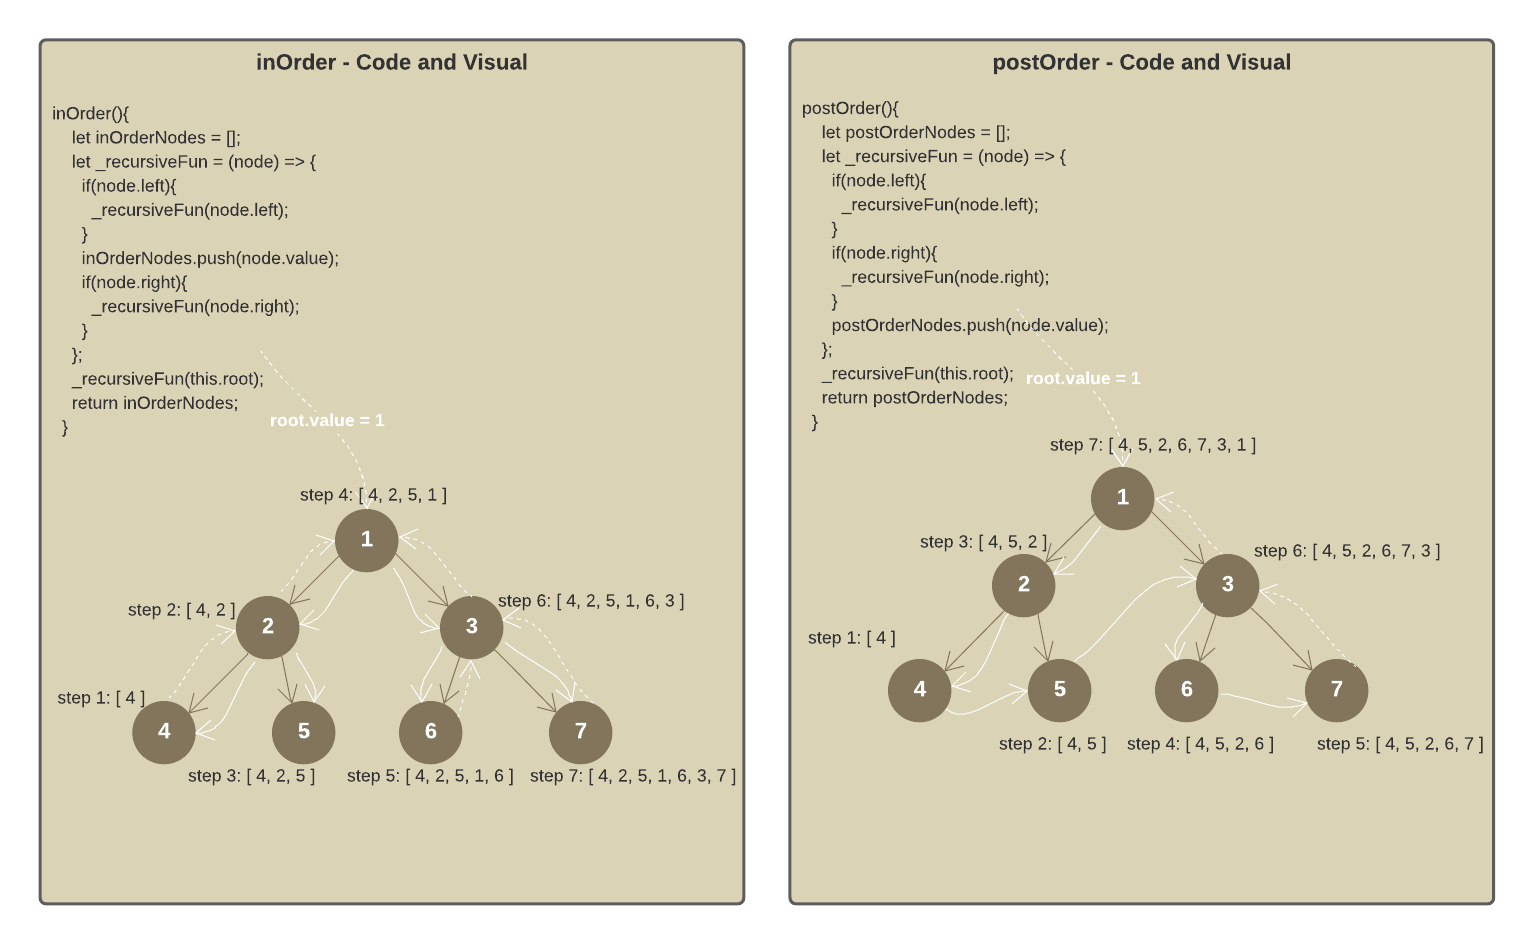 inOrder - Code and Visual
inOrder(){
let inOrderNodes = [];
let _recursiveFun = (node) => {
if(node.left){
_recursiveFun(node.left);
}
inOrderNodes.push(node.value);
if(node.right){
_recursiveFun(node.right);
}
};
_recursiveFun(this.root);
return inOrderNodes;
}
root.value = 1
step 4: [ 4, 2, 5, 1 ]
1
step 2: [ 4, 2 ]
2
3
step 6: [ 4, 2, 5, 1, 6, 3 ]
step 1: [ 4 ]
4
5
6
7
step 3: [ 4, 2, 5 ]
step 5: [ 4, 2, 5, 1, 6 ]
step 7: [ 4, 2, 5, 1, 6, 3, 7 ]
postOrder - Code and Visual
postOrder(){
let postOrderNodes = [];
let _recursiveFun = (node) => {
if(node.left){
_recursiveFun(node.left);
}
if(node.right){
_recursiveFun(node.right);
}
postOrderNodes.push(node.value);
};
_recursiveFun(this.root);
return postOrderNodes;
}
root.value = 1
step 7: [ 4, 5, 2, 6, 7, 3, 1 ]
1
step 3: [ 4, 5, 2 ]
step 6: [ 4, 5, 2, 6, 7, 3 ]
2
3
step 1: [ 4 ]
4
5
6
7
step 2: [ 4, 5 ]
step 4: [ 4, 5, 2, 6 ]
step 5: [ 4, 5, 2, 6, 7 ]